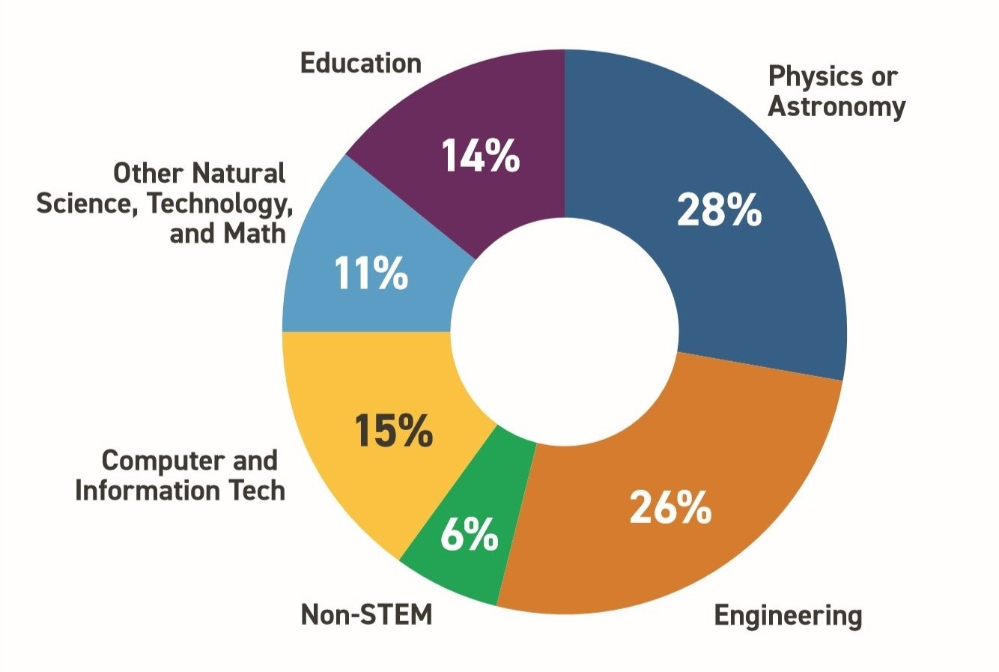 Education
Physics or
Astronomy
14%
28%
Other Natural
Science, Technology,
and Math
11%
15%
Computer and
Information Tech
26%
6%
Non-STEM
Engineering